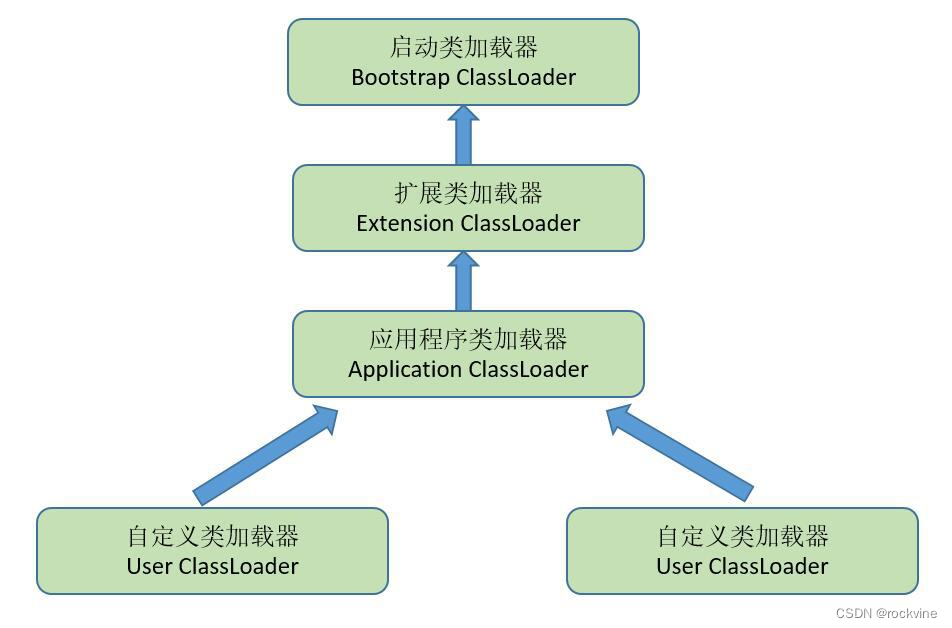 启动类加载器
Bootstrap ClassLoader
扩展类加载器
Extension ClassLoader
应用程序类加载器
Application ClassLoader
自定义类加载器
User ClassLoader
自定义类加载器
User ClassLoader
CSDN @rockvine